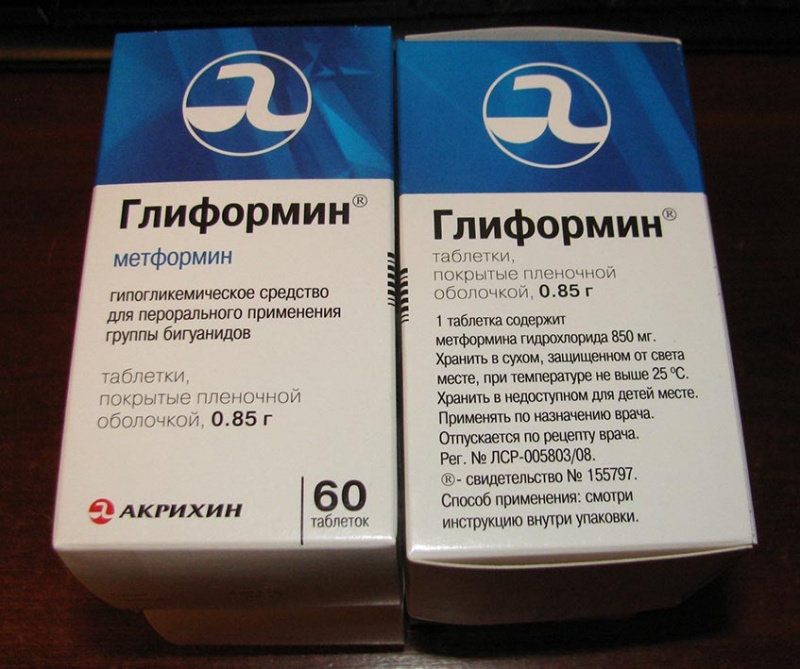 Глиформин®
метформин
гипогликемическое средство
для перорального применения
группы бигуанидов
таблетки,
покрытые пленочной
оболочкой, 0.85 г
АКРИХИН
60
таблеток
Глиформин®
таблетки,
покрытые пленочной
оболочкой, 0.85 г
1 таблетка содержит
метформина гидрохлорида 850 мг.
Хранить в сухом, защищенном от света
месте, при температуре не выше 25 ºС.
Хранить в недоступном для детей месте.
Применять по назначению врача.
Отпускается по рецепту врача.
Рег. № ЛСР-005803/08.
®- свидетельство № 155797.
Способ применения: смотри
инструкцию внутри упаковки.